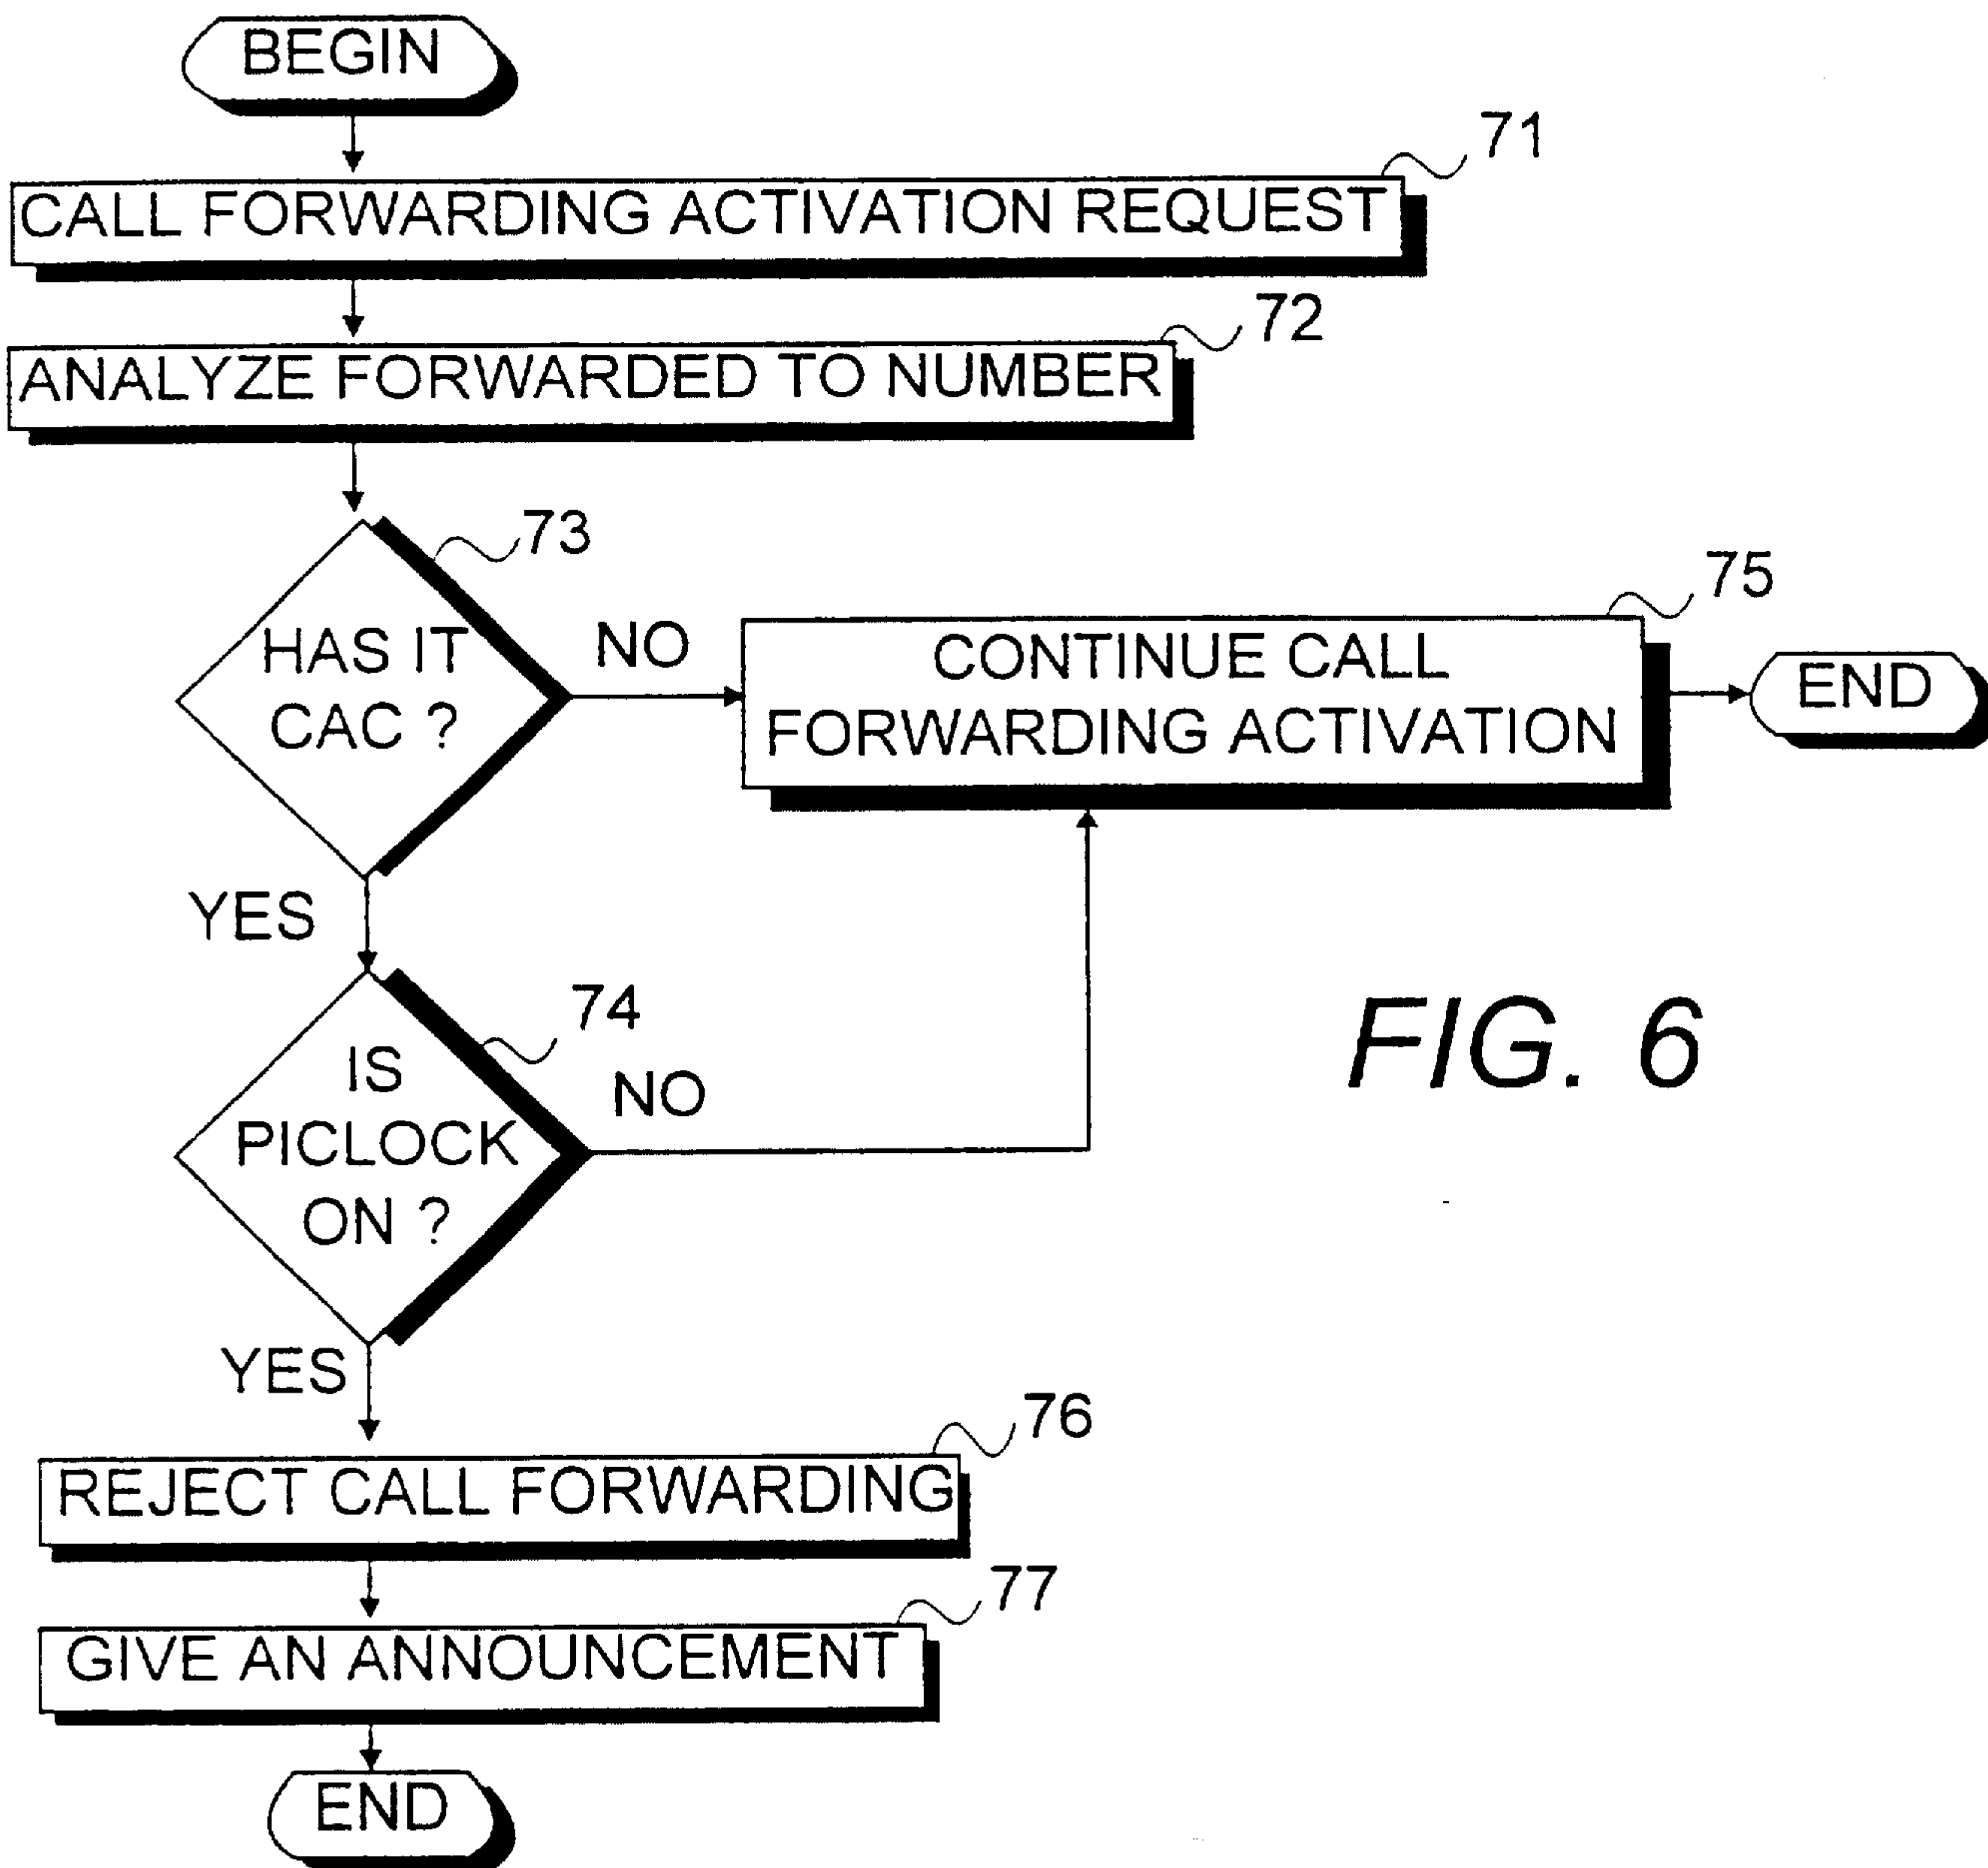 BEGIN
71
CALL FORWARDING ACTIVATION REQUEST
72
ANALYZE FORWARDED TO NUMBER
73
HAS IT
CAC ?
NO
75
CONTINUE CALL
FORWARDING ACTIVATION
END
YES
74
IS
PICLOCK
ON ?
NO
FIG. 6
YES
76
REJECT CALL FORWARDING
77
GIVE AN ANNOUNCEMENT
END